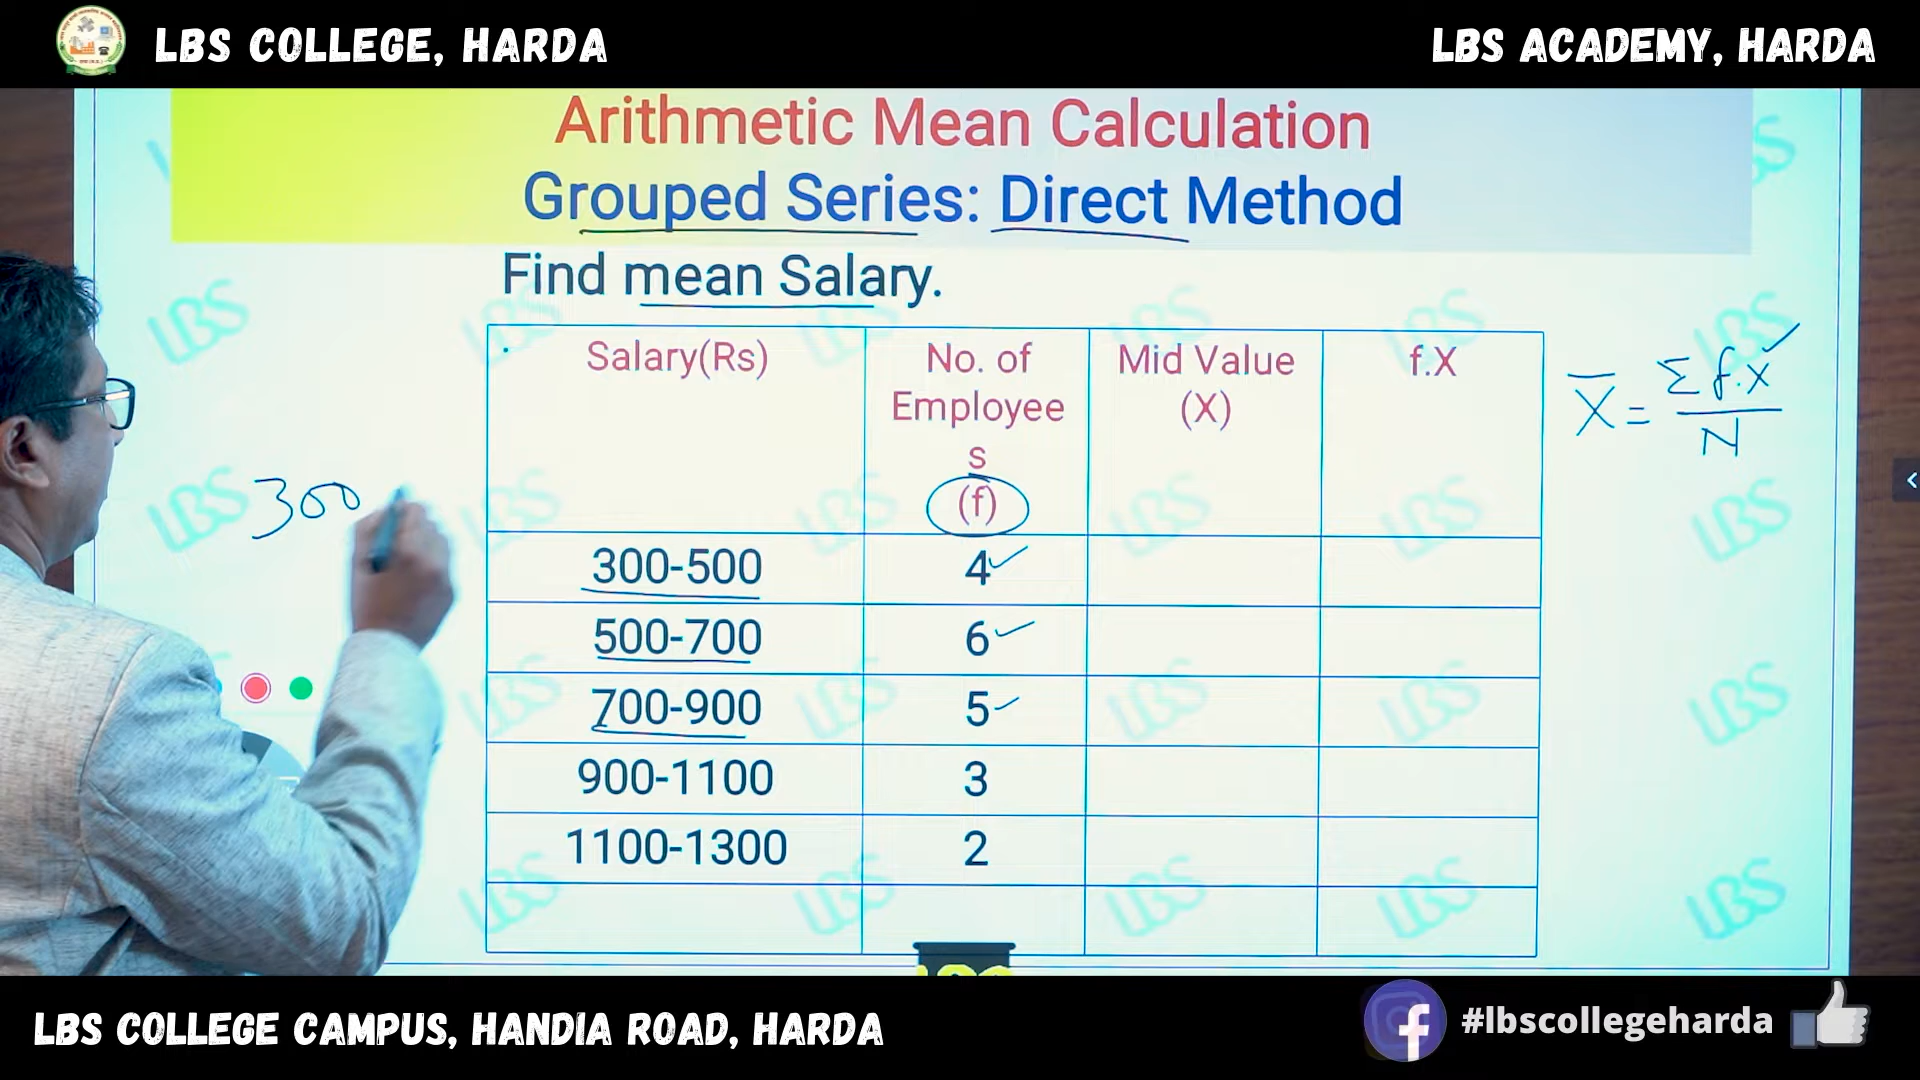 LBS COLLEGE, HARDA
LBS ACADEMY, HARDA
Arithmetic Mean Calculation
Grouped Series: Direct Method
Find mean Salary.
Salary(Rs) No. of Employee s (f) Mid Value (X) f.X
300-500 4
500-700 6
700-900 5
900-1100 3
1100-1300 2
300
X̄ = Σ f.x / N
LBS
LBS COLLEGE CAMPUS, HANDIA ROAD, HARDA
#lbscollegeharda